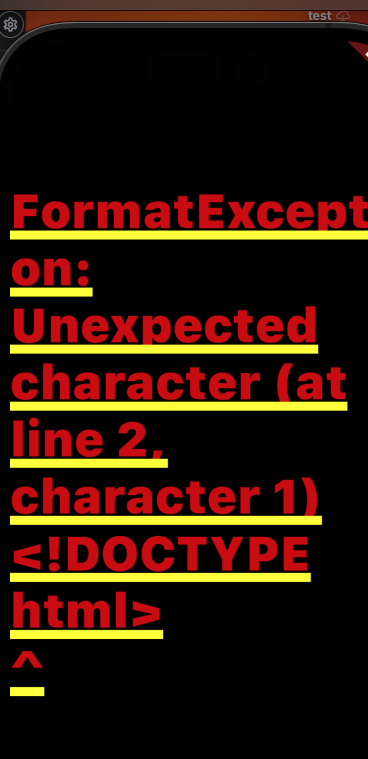 test
FormatExcept
on:
Unexpected
character (at
line 2,
character 1)
<!DOCTYPE
html>
^